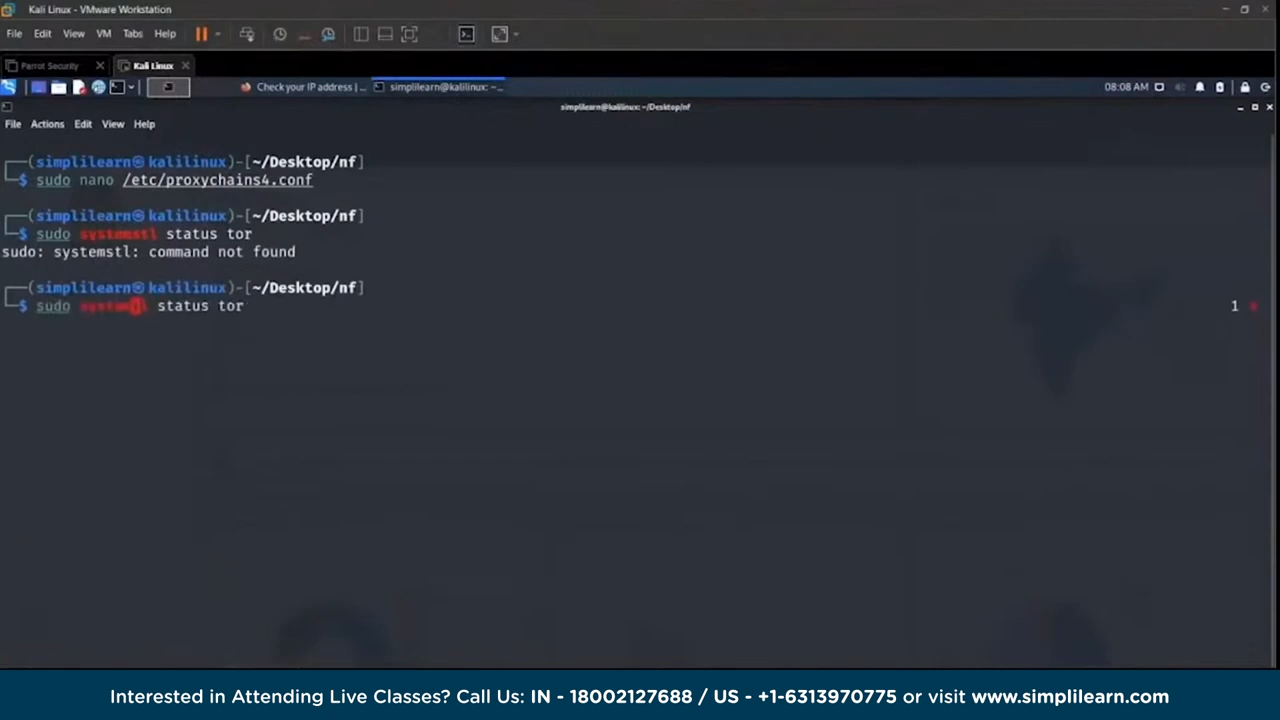 Kali Linux - VMware Workstation
File Edit View VM Tabs Help
Parrot Security Kali Linux
Check your IP address | ... simplilearn@kalilinux: ~... 08:08 AM
simplilearn@kalilinux: ~/Desktop/nf
File Actions Edit View Help
(simplilearn㉿kalilinux)-[~/Desktop/nf]
$ sudo nano /etc/proxychains4.conf
(simplilearn㉿kalilinux)-[~/Desktop/nf]
$ sudo systemstl status tor
sudo: systemstl: command not found
(simplilearn㉿kalilinux)-[~/Desktop/nf]
$ sudo status tor
1
Interested in Attending Live Classes? Call Us: IN - 18002127688 / US - +1-6313970775 or visit www.simplilearn.com